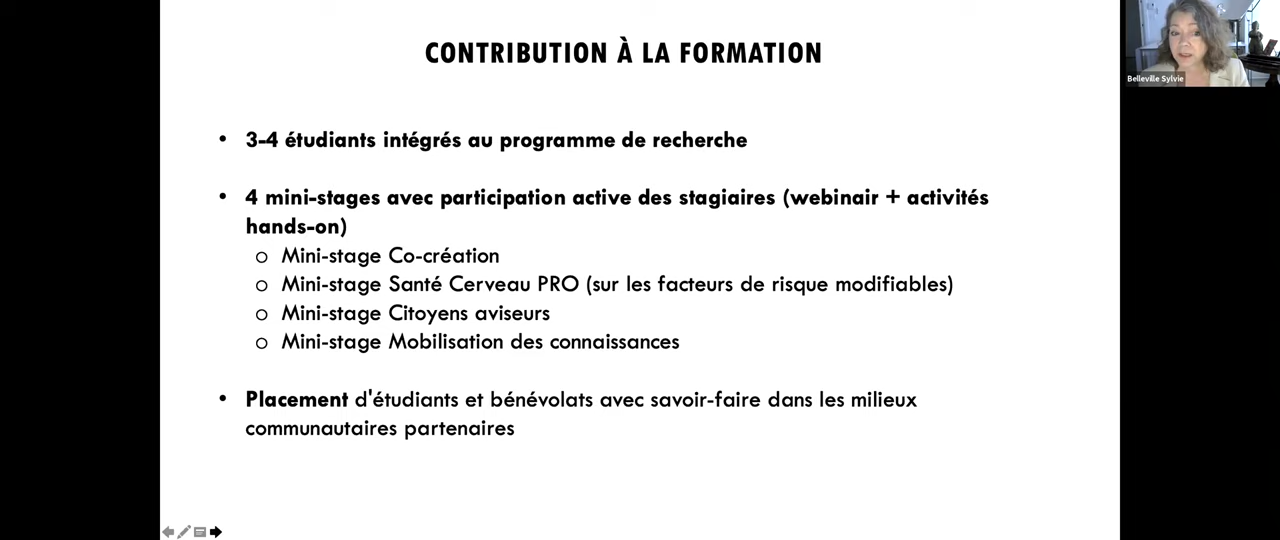 CONTRIBUTION À LA FORMATION
Belleville Sylvie
• 3-4 étudiants intégrés au programme de recherche
• 4 mini-stages avec participation active des stagiaires (webinair + activités
hands-on)
o Mini-stage Co-création
o Mini-stage Santé Cerveau PRO (sur les facteurs de risque modifiables)
o Mini-stage Citoyens aviseurs
o Mini-stage Mobilisation des connaissances
• Placement d'étudiants et bénévolats avec savoir-faire dans les milieux
communautaires partenaires